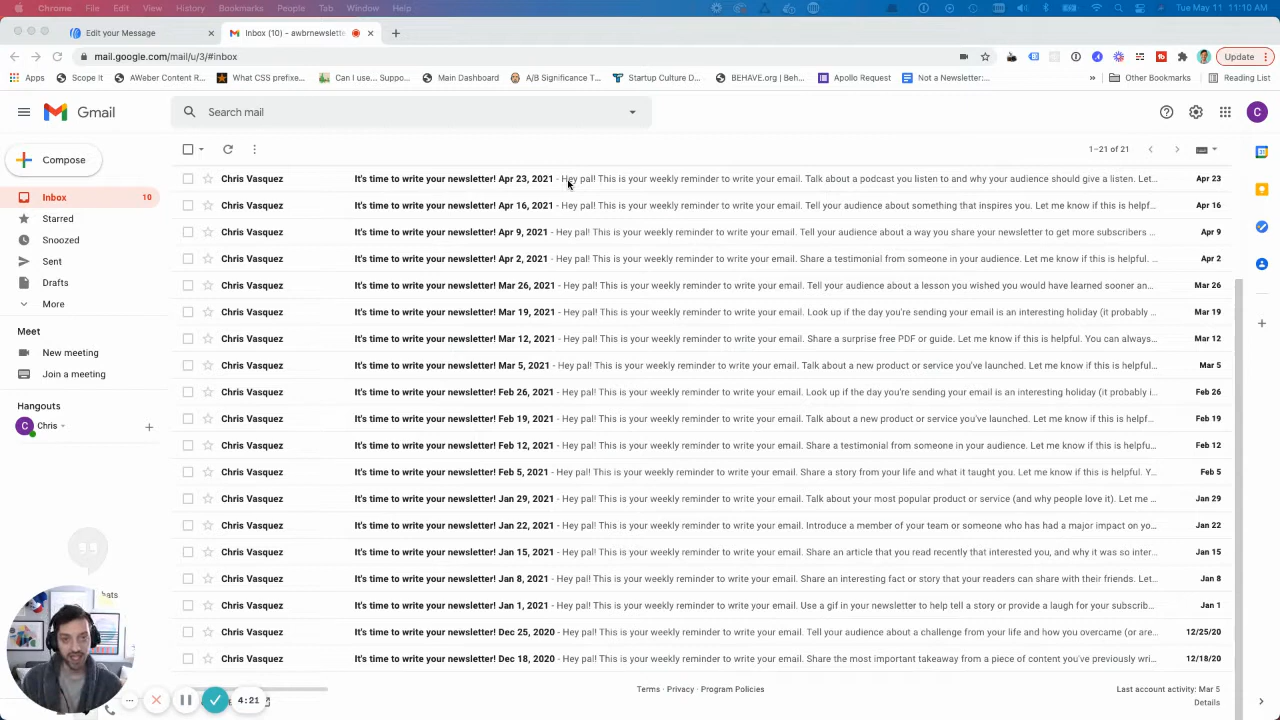 Chrome File Edit View History Bookmarks People Tab Window Help Tue May 11 11:10 AM
Edit your Message Inbox (10) - awbrnewslette
mail.google.com/mail/u/3/#inbox Update
Apps Scope It AWeber Content R... What CSS prefixe... Can I use... Suppo... Main Dashboard A/B Significance T... Startup Culture D... BEHAVE.org | Beh... Apollo Request Not a Newsletter:... » Other Bookmarks Reading List
Gmail Search mail C
Compose 1–21 of 21
Chris Vasquez It's time to write your newsletter! Apr 23, 2021 - Hey pal! This is your weekly reminder to write your email. Talk about a podcast you listen to and why your audience should give a listen. Let... Apr 23
Inbox 10
Chris Vasquez It's time to write your newsletter! Apr 16, 2021 - Hey pal! This is your weekly reminder to write your email. Tell your audience about something that inspires you. Let me know if this is helpf... Apr 16
Starred
Chris Vasquez It's time to write your newsletter! Apr 9, 2021 - Hey pal! This is your weekly reminder to write your email. Tell your audience about a way you share your newsletter to get more subscribers ... Apr 9
Snoozed
Chris Vasquez It's time to write your newsletter! Apr 2, 2021 - Hey pal! This is your weekly reminder to write your email. Share a testimonial from someone in your audience. Let me know if this is helpful. ... Apr 2
Sent
Drafts
Chris Vasquez It's time to write your newsletter! Mar 26, 2021 - Hey pal! This is your weekly reminder to write your email. Tell your audience about a lesson you wished you would have learned sooner an... Mar 26
More
Chris Vasquez It's time to write your newsletter! Mar 19, 2021 - Hey pal! This is your weekly reminder to write your email. Look up if the day you're sending your email is an interesting holiday (it probably ... Mar 19
Meet
Chris Vasquez It's time to write your newsletter! Mar 12, 2021 - Hey pal! This is your weekly reminder to write your email. Share a surprise free PDF or guide. Let me know if this is helpful. You can always... Mar 12
New meeting
Chris Vasquez It's time to write your newsletter! Mar 5, 2021 - Hey pal! This is your weekly reminder to write your email. Talk about a new product or service you've launched. Let me know if this is helpful... Mar 5
Join a meeting
Chris Vasquez It's time to write your newsletter! Feb 26, 2021 - Hey pal! This is your weekly reminder to write your email. Look up if the day you're sending your email is an interesting holiday (it probably i... Feb 26
Hangouts
Chris Vasquez It's time to write your newsletter! Feb 19, 2021 - Hey pal! This is your weekly reminder to write your email. Talk about a new product or service you've launched. Let me know if this is helpf... Feb 19
C Chris
Chris Vasquez It's time to write your newsletter! Feb 12, 2021 - Hey pal! This is your weekly reminder to write your email. Share a testimonial from someone in your audience. Let me know if this is helpfu... Feb 12
Chris Vasquez It's time to write your newsletter! Feb 5, 2021 - Hey pal! This is your weekly reminder to write your email. Share a story from your life and what it taught you. Let me know if this is helpful. Y... Feb 5
Chris Vasquez It's time to write your newsletter! Jan 29, 2021 - Hey pal! This is your weekly reminder to write your email. Talk about your most popular product or service (and why people love it). Let me ... Jan 29
Chris Vasquez It's time to write your newsletter! Jan 22, 2021 - Hey pal! This is your weekly reminder to write your email. Introduce a member of your team or someone who has had a major impact on yo... Jan 22
Chris Vasquez It's time to write your newsletter! Jan 15, 2021 - Hey pal! This is your weekly reminder to write your email. Share an article that you read recently that interested you, and why it was so inter... Jan 15
Chris Vasquez It's time to write your newsletter! Jan 8, 2021 - Hey pal! This is your weekly reminder to write your email. Share an interesting fact or story that your readers can share with their friends. Let... Jan 8
hats
Chris Vasquez It's time to write your newsletter! Jan 1, 2021 - Hey pal! This is your weekly reminder to write your email. Use a gif in your newsletter to help tell a story or provide a laugh for your subscrib... Jan 1
Chris Vasquez It's time to write your newsletter! Dec 25, 2020 - Hey pal! This is your weekly reminder to write your email. Tell your audience about a challenge from your life and how you overcame (or are... 12/25/20
Chris Vasquez It's time to write your newsletter! Dec 18, 2020 - Hey pal! This is your weekly reminder to write your email. Share the most important takeaway from a piece of content you've previously wri... 12/18/20
Terms · Privacy · Program Policies Last account activity: Mar 5
4:21 Details